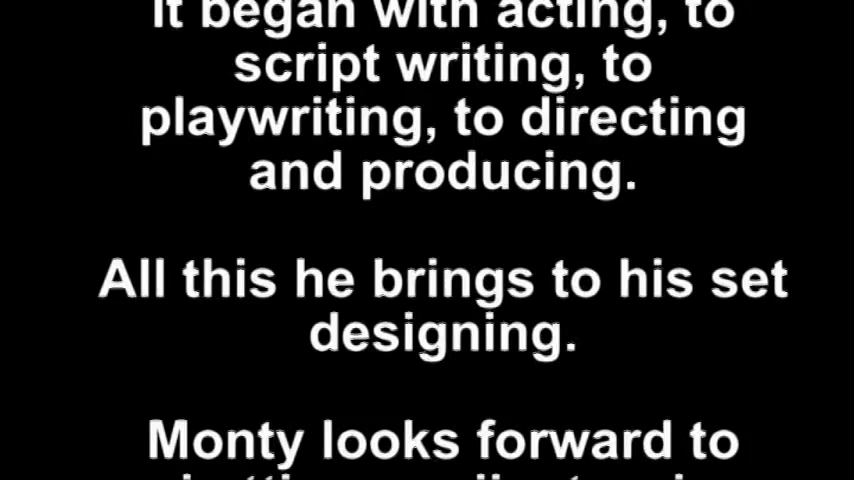 It began with acting, to
script writing, to
playwriting, to directing
and producing.
All this he brings to his set
designing.
Monty looks forward to